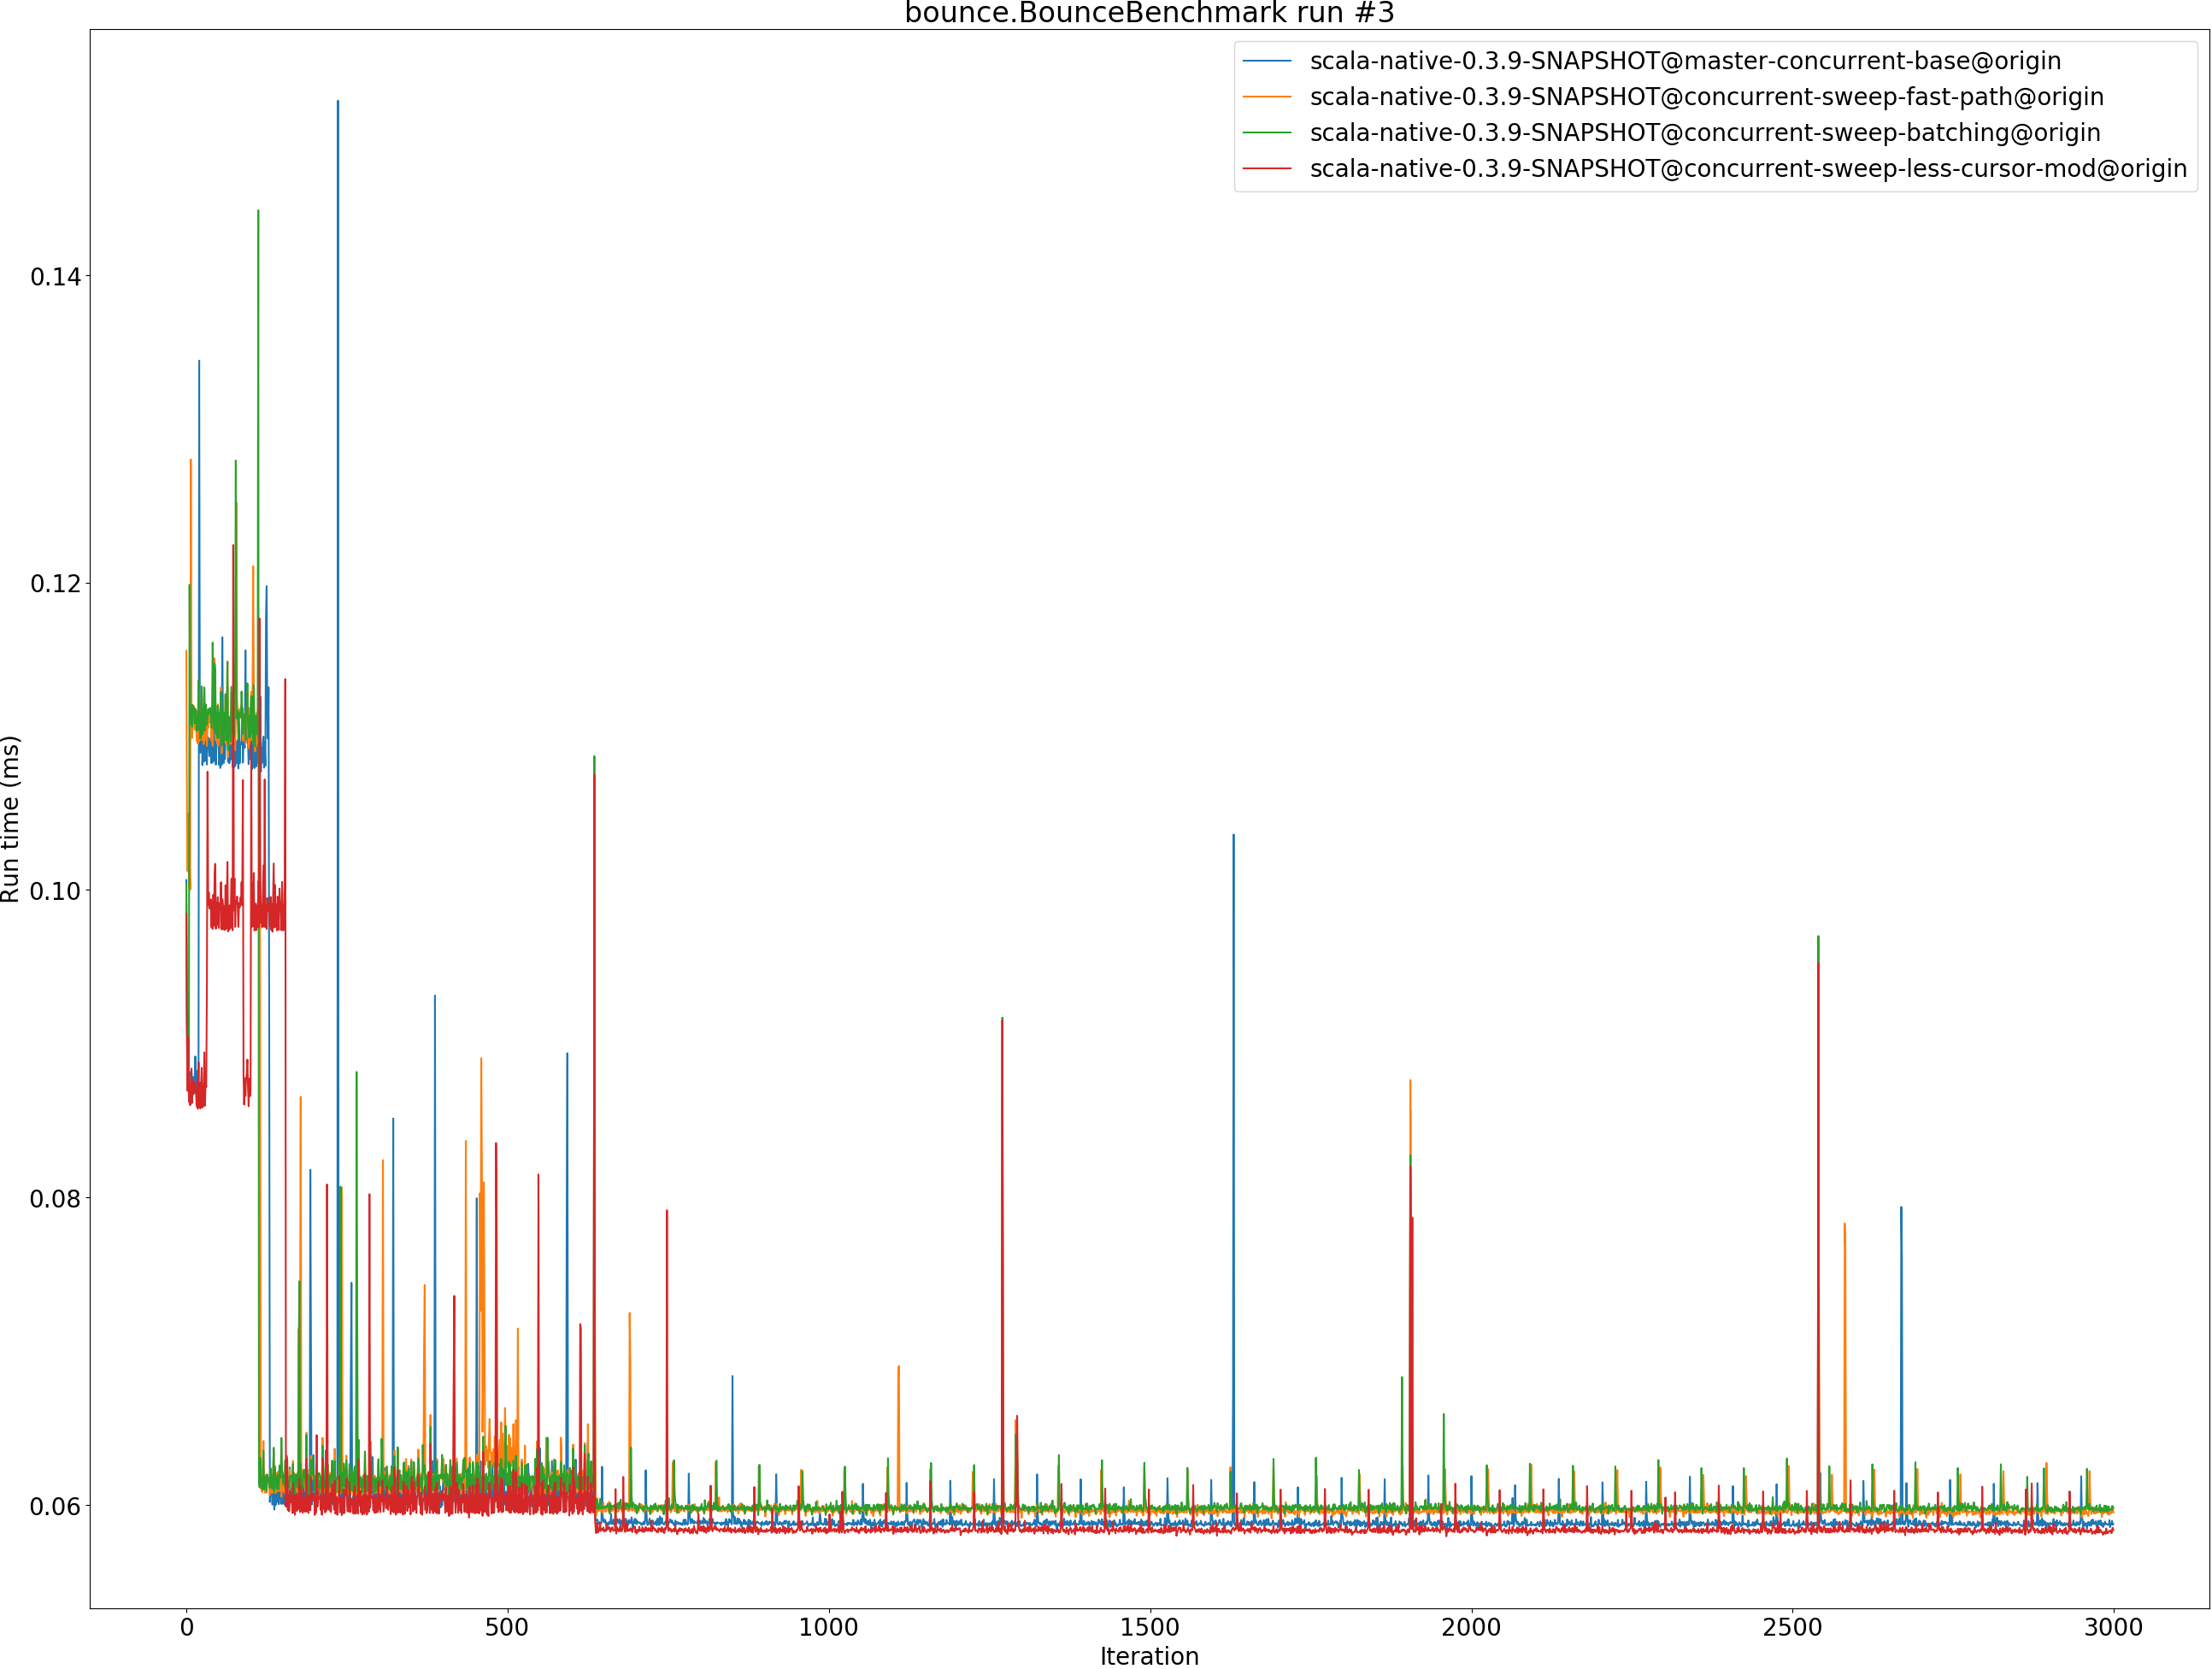 bounce.BounceBenchmark run #3
scala-native-0.3.9-SNAPSHOT@master-concurrent-base@origin
scala-native-0.3.9-SNAPSHOT@concurrent-sweep-fast-path@origin
scala-native-0.3.9-SNAPSHOT@concurrent-sweep-batching@origin
scala-native-0.3.9-SNAPSHOT@concurrent-sweep-less-cursor-mod@origin
Run time (ms)
0.14
0.12
0.10
0.08
0.06
0 500 1000 1500 2000 2500 3000
Iteration